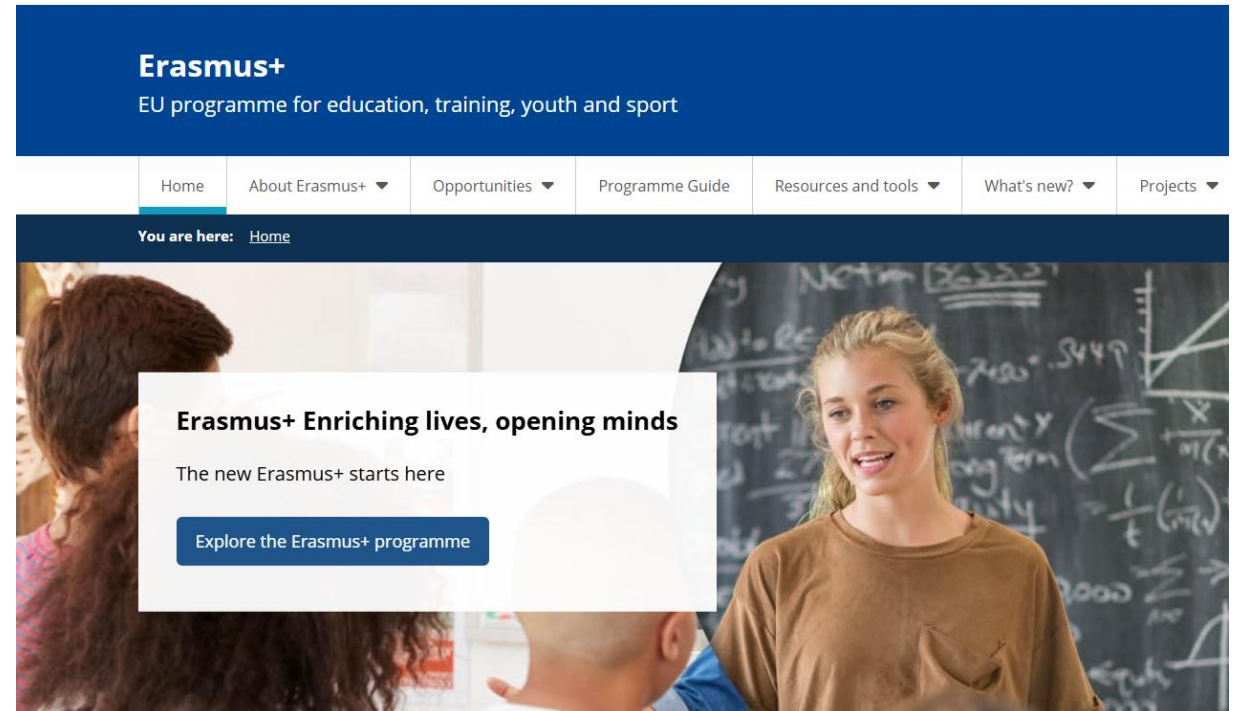 Erasmus+
EU programme for education, training, youth and sport
Home
About Erasmus+
Opportunities
Programme Guide
Resources and tools
What's new?
Projects
You are here: Home
Erasmus+ Enriching lives, opening minds
The new Erasmus+ starts here
Explore the Erasmus+ programme